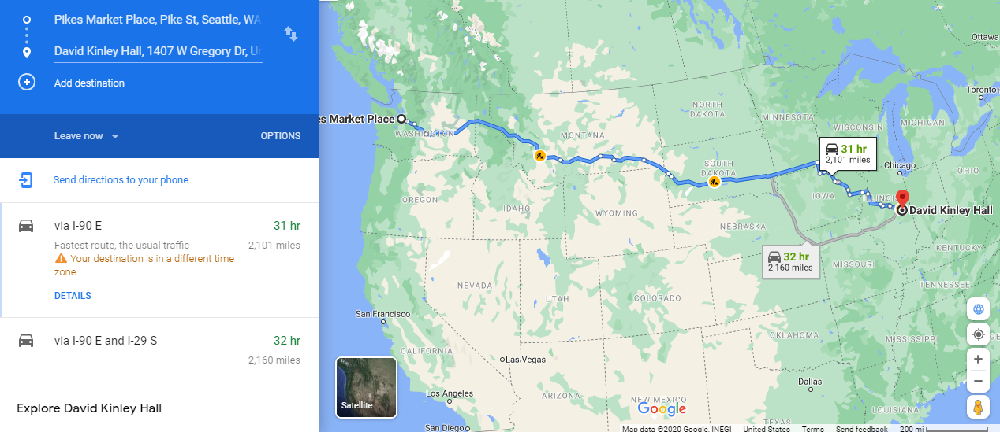 Pikes Market Place, Pike St, Seattle, WA
David Kinley Hall, 1407 W Gregory Dr, Ur
Add destination
Leave now
OPTIONS
Send directions to your phone
via I-90 E
31 hr
Fastest route, the usual traffic
2,101 miles
Your destination is in a different time
zone.
DETAILS
via I-90 E and I-29 S
32 hr
2,160 miles
Explore David Kinley Hall
Ottawa
Toronto
NORTH
DAKOTA
MINNESOTA
es Market Place
WASHINGTON
MONTANA
WISCONSIN
MICHIGAN
31 hr
2,101 miles
SOUTH
DAKOTA
Chicago
OREGON
IDAHO
WYOMING
IOWA
ILLINOIS
OHIO
David Kinley Hall
NEBRASKA
32 hr
2,160 miles
MISSOURI
KENTUCKY
NEVADA
UTAH
COLORADO
TENNESSEE
San Francisco
CALIFORNIA
OKLAHOMA
MISSISSIPPI
Las Vegas
Satellite
Los Angeles
ARIZONA
NEW MEXICO
Dallas
Google
LOUISIANA
San Diego
TEXAS
Map data ©2020 Google, INEGI
United States
Terms
Send feedback
200 mi